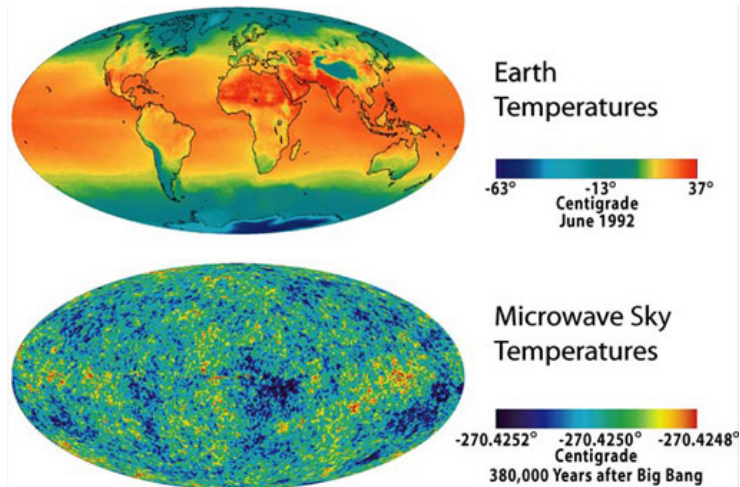 Earth
Temperatures
-63° -13° 37°
Centigrade
June 1992
Microwave Sky
Temperatures
-270.4252° -270.4250° -270.4248°
Centigrade
380,000 Years after Big Bang